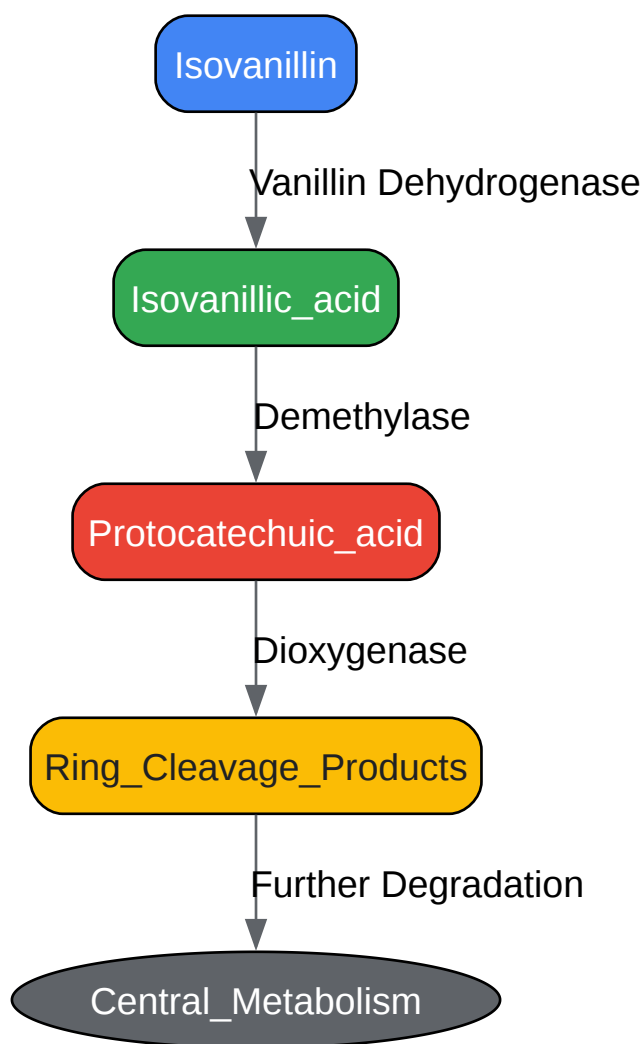 Isovanillin
Vanillin Dehydrogenase
Isovanillic_acid
Demethylase
Protocatechuic_acid
Dioxygenase
Ring_Cleavage_Products
Further Degradation
Central_Metabolism